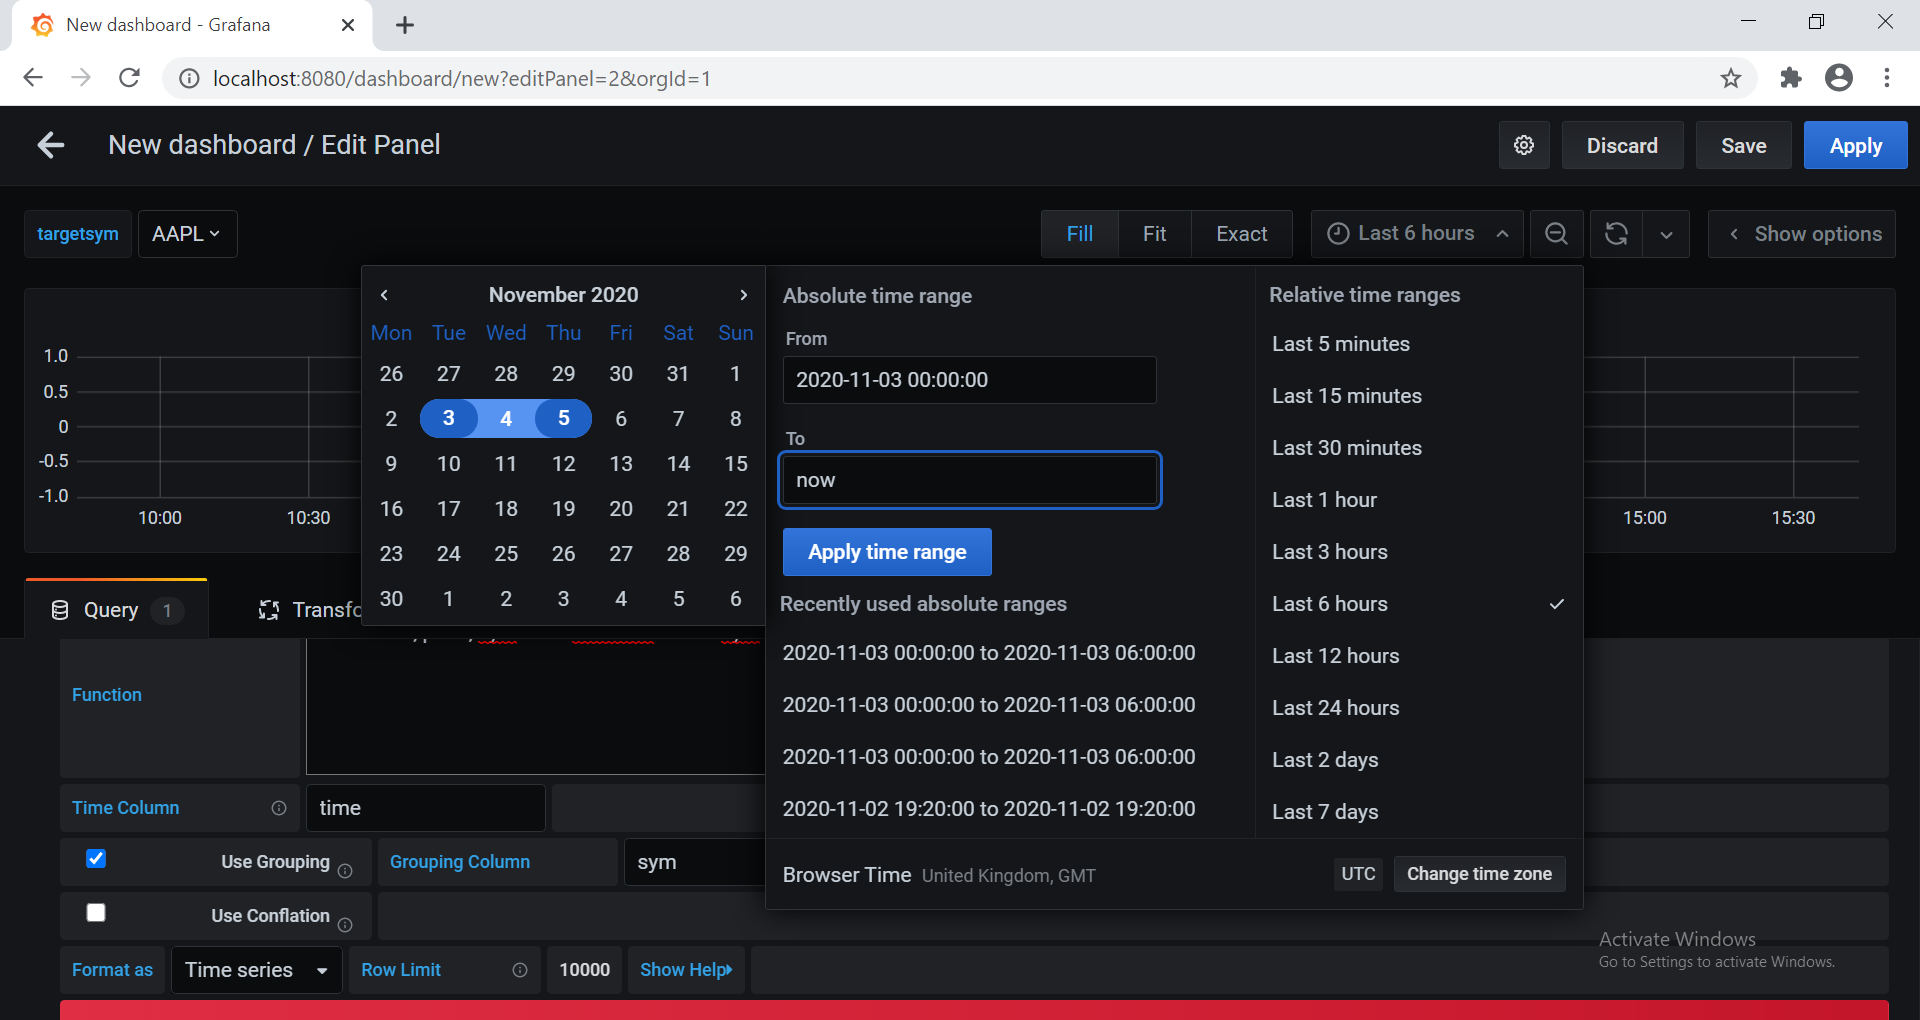 New dashboard - Grafana
localhost:8080/dashboard/new?editPanel=2&orgId=1
New dashboard / Edit Panel
Discard
Save
Apply
targetsym
AAPL
Fill
Fit
Exact
Last 6 hours
Show options
November 2020
Mon Tue Wed Thu Fri Sat Sun
26 27 28 29 30 31 1
2 3 4 5 6 7 8
9 10 11 12 13 14 15
16 17 18 19 20 21 22
23 24 25 26 27 28 29
30 1 2 3 4 5 6
Absolute time range
From
2020-11-03 00:00:00
To
now
Apply time range
Recently used absolute ranges
2020-11-03 00:00:00 to 2020-11-03 06:00:00
2020-11-03 00:00:00 to 2020-11-03 06:00:00
2020-11-03 00:00:00 to 2020-11-03 06:00:00
2020-11-02 19:20:00 to 2020-11-02 19:20:00
Relative time ranges
Last 5 minutes
Last 15 minutes
Last 30 minutes
Last 1 hour
Last 3 hours
Last 6 hours
Last 12 hours
Last 24 hours
Last 2 days
Last 7 days
Browser Time United Kingdom, GMT
UTC
Change time zone
1.0
0.5
0
-0.5
-1.0
10:00 10:30 15:00 15:30
Query 1
Transfo
Function
Time Column
time
Use Grouping
Grouping Column
sym
Use Conflation
Format as
Time series
Row Limit
10000
Show Help
Activate Windows
Go to Settings to activate Windows.